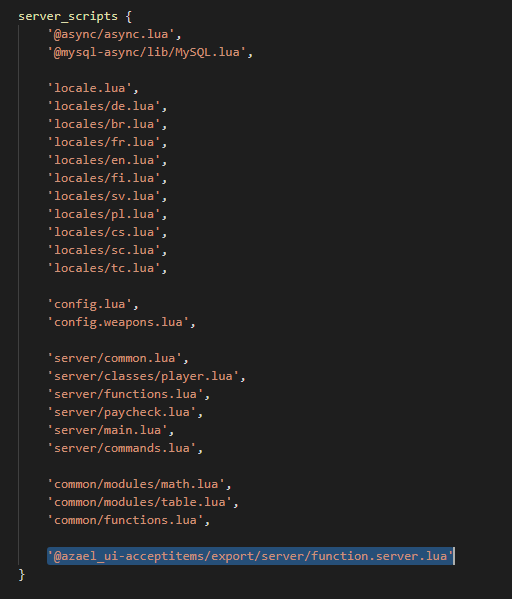 server_scripts {
'@async/async.lua',
'@mysql-async/lib/MySQL.lua',
'locale.lua',
'locales/de.lua',
'locales/br.lua',
'locales/fr.lua',
'locales/en.lua',
'locales/fi.lua',
'locales/sv.lua',
'locales/pl.lua',
'locales/cs.lua',
'locales/sc.lua',
'locales/tc.lua',
'config.lua',
'config.weapons.lua',
'server/common.lua',
'server/classes/player.lua',
'server/functions.lua',
'server/paycheck.lua',
'server/main.lua',
'server/commands.lua',
'common/modules/math.lua',
'common/modules/table.lua',
'common/functions.lua',
'@azael_ui-acceptitems/export/server/function.server.lua'
}